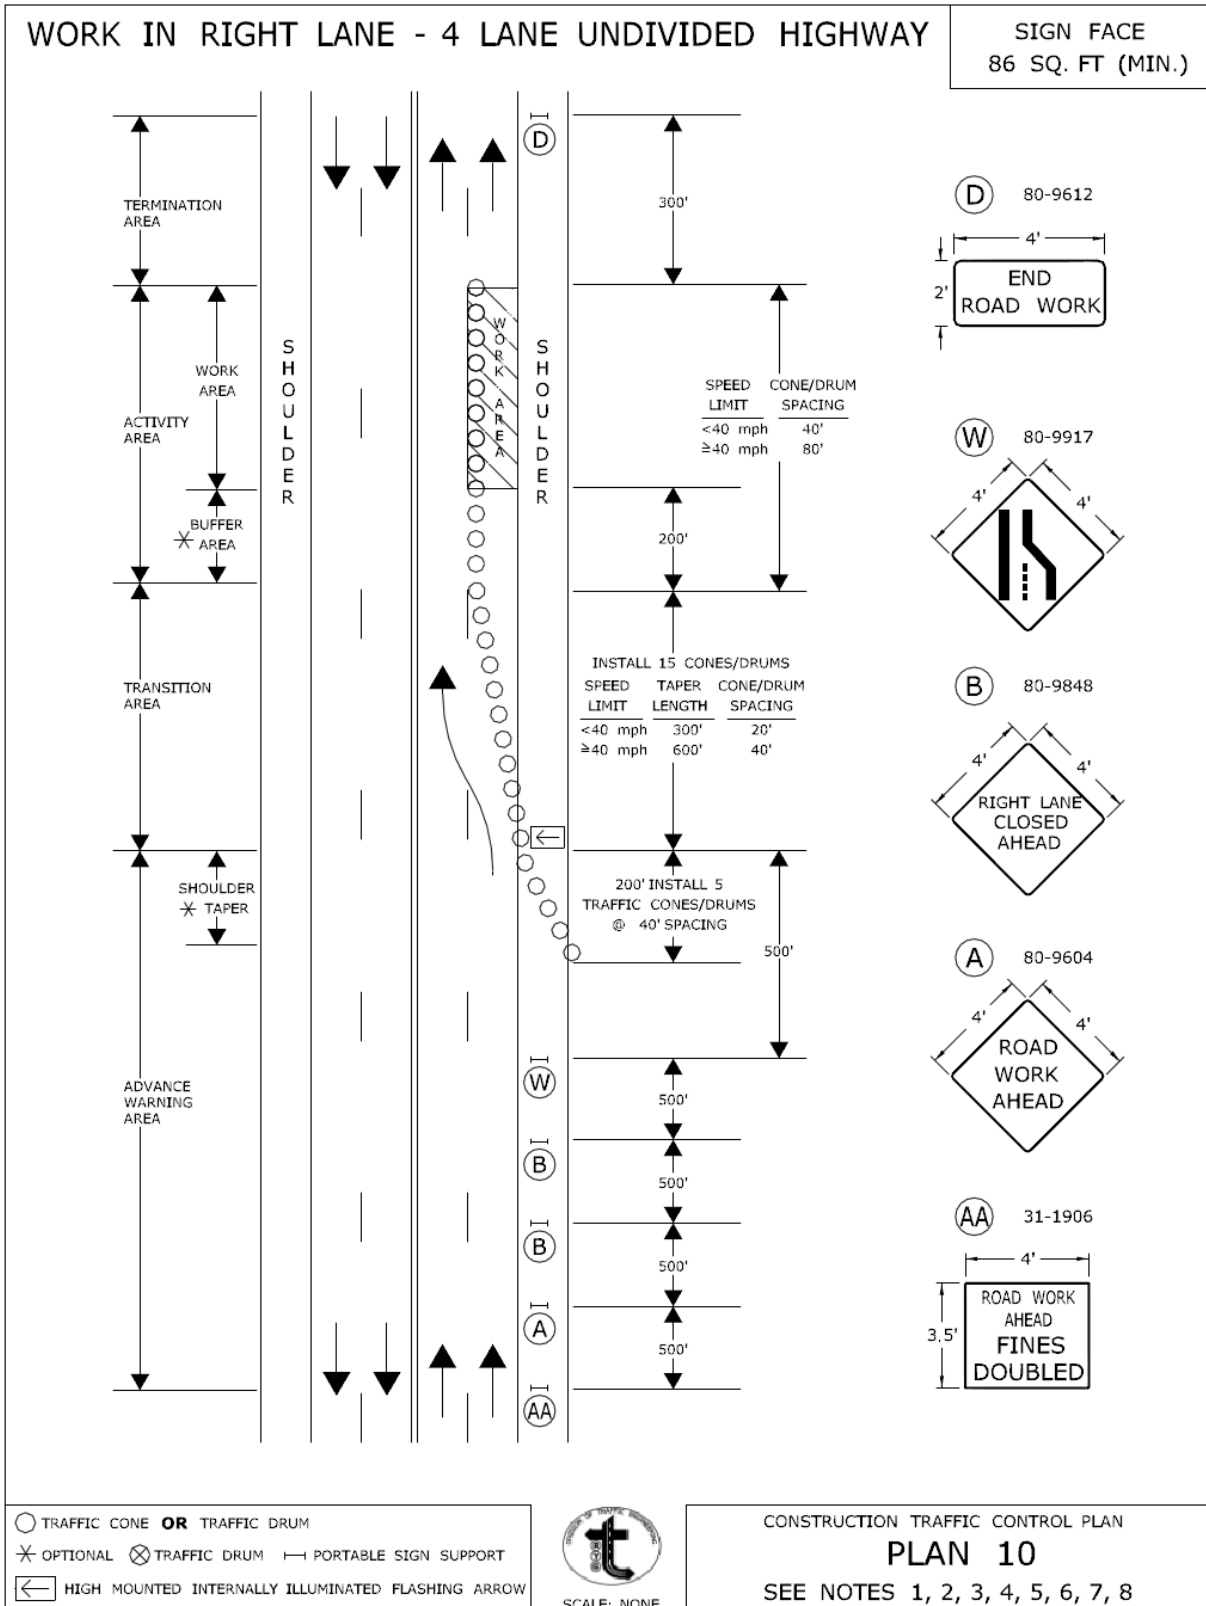 WORK IN RIGHT LANE - 4 LANE UNDIVIDED HIGHWAY
SIGN FACE
86 SQ. FT (MIN.)
D
TERMINATION
AREA
300'
D 80-9612
4'
2'
END
ROAD WORK
SHOULDER
WORK AREA
SHOULDER
WORK
AREA
ACTIVITY
AREA
BUFFER
AREA
SPEED LIMIT CONE/DRUM SPACING
<40 mph 40'
≥40 mph 80'
200'
W 80-9917
4' 4'
TRANSITION
AREA
INSTALL 15 CONES/DRUMS
SPEED TAPER CONE/DRUM
LIMIT LENGTH SPACING
<40 mph 300' 20'
≥40 mph 600' 40'
B 80-9848
4' 4'
RIGHT LANE
CLOSED
AHEAD
SHOULDER
TAPER
200' INSTALL 5
TRAFFIC CONES/DRUMS
@ 40' SPACING
500'
A 80-9604
4' 4'
ROAD
WORK
AHEAD
ADVANCE
WARNING
AREA
W
500'
B
500'
B
500'
A
500'
AA
AA 31-1906
4'
3.5'
ROAD WORK
AHEAD
FINES
DOUBLED
TRAFFIC CONE OR TRAFFIC DRUM
OPTIONAL TRAFFIC DRUM PORTABLE SIGN SUPPORT
HIGH MOUNTED INTERNALLY ILLUMINATED FLASHING ARROW
DIVISION OF TRAFFIC ENGINEERING
t
SCALE: NONE
CONSTRUCTION TRAFFIC CONTROL PLAN
PLAN 10
SEE NOTES 1, 2, 3, 4, 5, 6, 7, 8